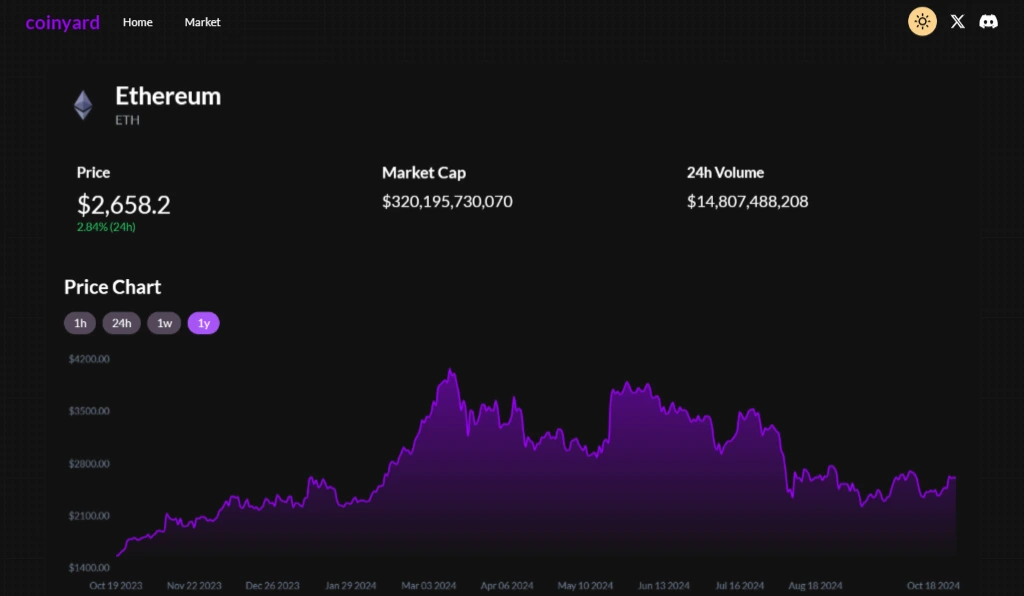 coinyard Home Market
Ethereum
ETH
Price Market Cap 24h Volume
$2,658.2 $320,195,730,070 $14,807,488,208
2.84% (24h)
Price Chart
1h 24h 1w 1y
$4200.00
$3500.00
$2800.00
$2100.00
$1400.00
Oct 19 2023 Nov 22 2023 Dec 26 2023 Jan 29 2024 Mar 03 2024 Apr 06 2024 May 10 2024 Jun 13 2024 Jul 16 2024 Aug 18 2024 Oct 18 2024